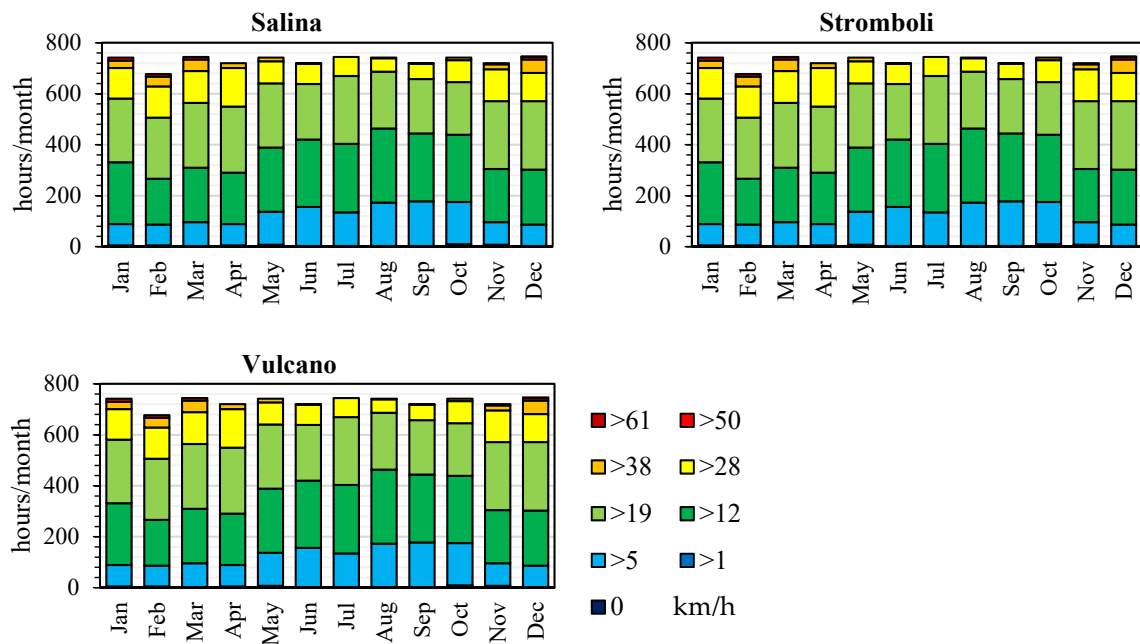 Salina
Stromboli
hours/month
800
600
400
200
0
Jan Feb Mar Apr May Jun Jul Aug Sep Oct Nov Dec
hours/month
800
600
400
200
0
Jan Feb Mar Apr May Jun Jul Aug Sep Oct Nov Dec
Vulcano
hours/month
800
600
400
200
0
Jan Feb Mar Apr May Jun Jul Aug Sep Oct Nov Dec
>61 >50
>38 >28
>19 >12
>5 >1
0 km/h